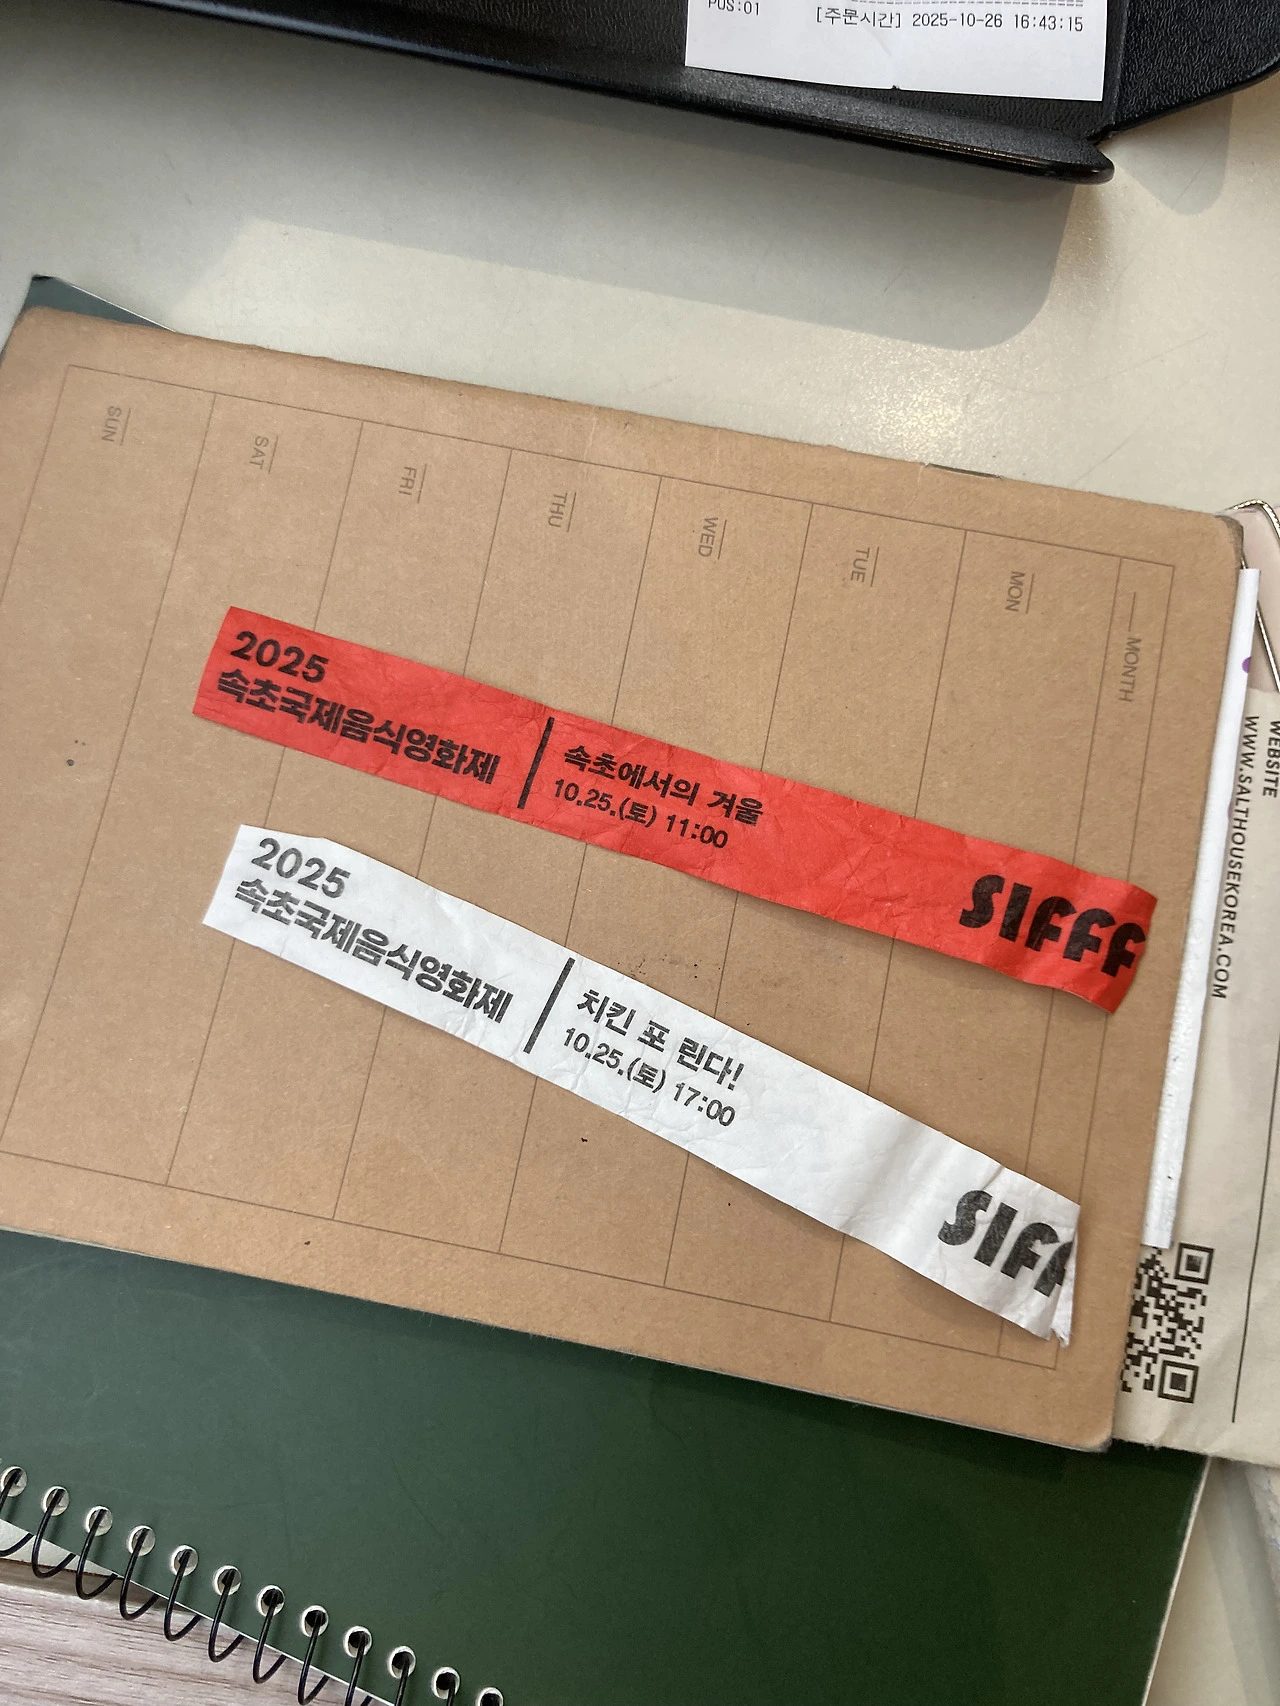 POS:01 [주문시간] 2025-10-26 16:43:15
SUN
SAT
FRI
THU
WED
TUE
MON
MONTH
2025
속초국제음식영화제
속초에서의 겨울
10.25.(토) 11:00
SIFFF
2025
속초국제음식영화제
치킨 포 린다!
10.25.(토) 17:00
SIFF
WEBSITE
WWW.SALTHOUSEKOREA.COM